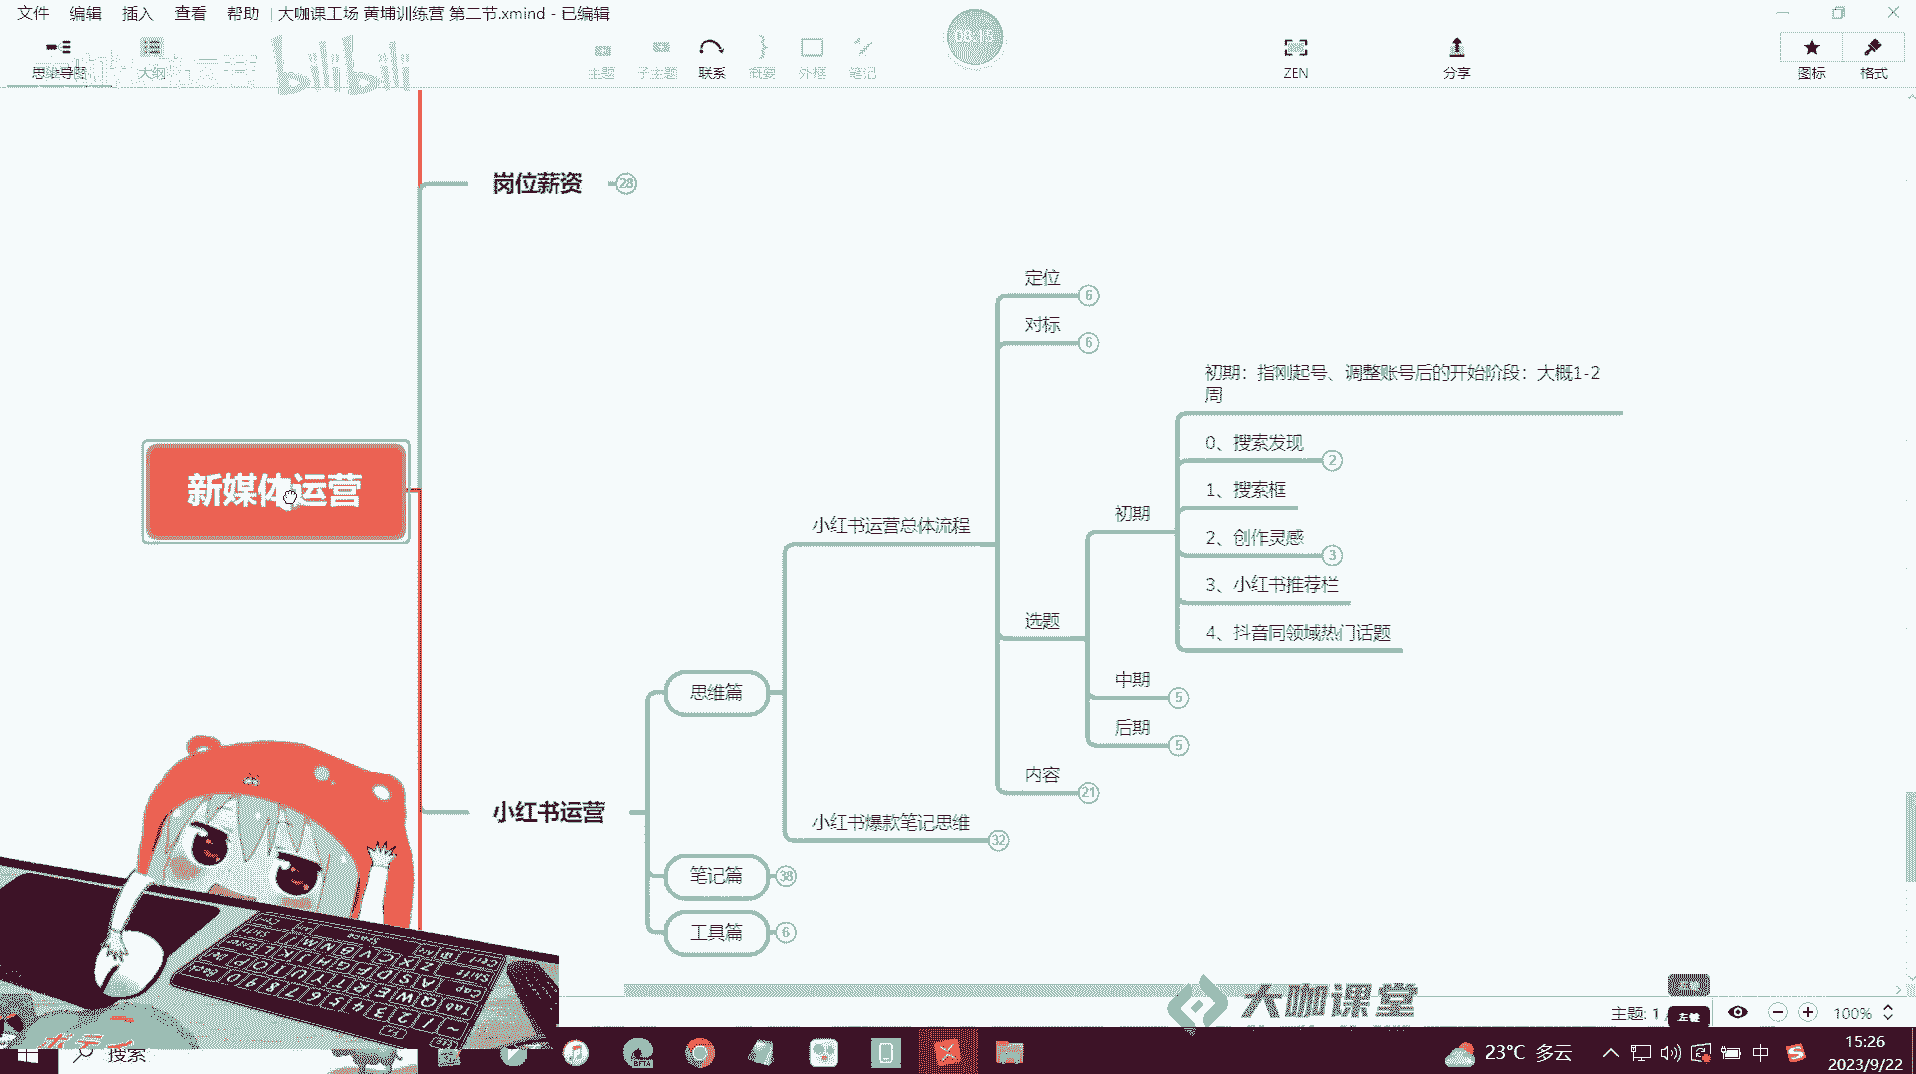 文件 编辑 插入 查看 帮助 大咖课工场 黄埔训练营 第二节.xmind - 已编辑
思维导图 大纲 主题 子主题 联系 概要 外框 笔记 ZEN 分享 图标 格式
bilibili
08:15
岗位薪资 28
定位 6
对标 6
初期：指刚起号、调整账号后的开始阶段：大概1-2
周
0、搜索发现 2
1、搜索框
2、创作灵感 3
3、小红书推荐栏
4、抖音同领域热门话题
初期
新媒体运营
小红书运营总体流程
选题
中期 5
后期 5
思维篇
内容 21
小红书运营
小红书爆款笔记思维 32
笔记篇 38
工具篇 6
大咖课堂
主题: 1
左键
100%
搜索
BETA
23°C 多云
中
15:26
2023/9/22